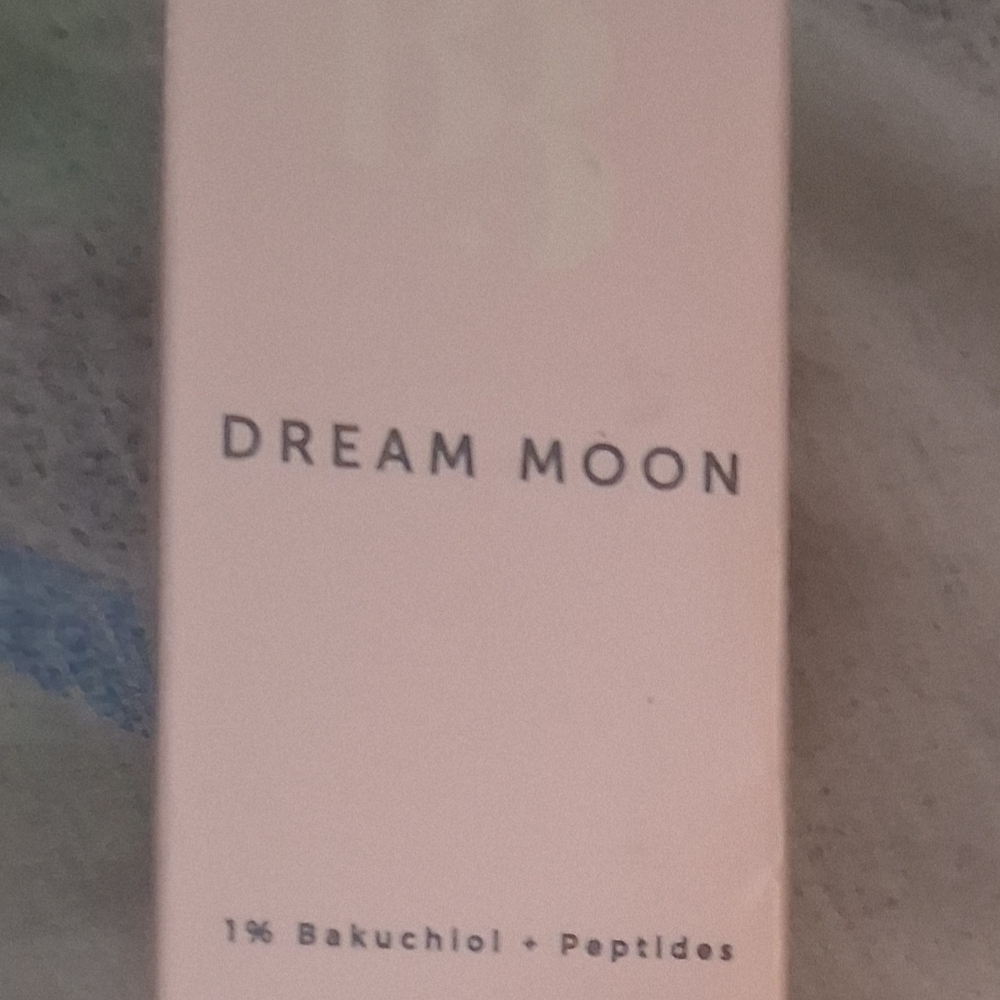 DREAM MOON
1% Bakuchiol + Peptides